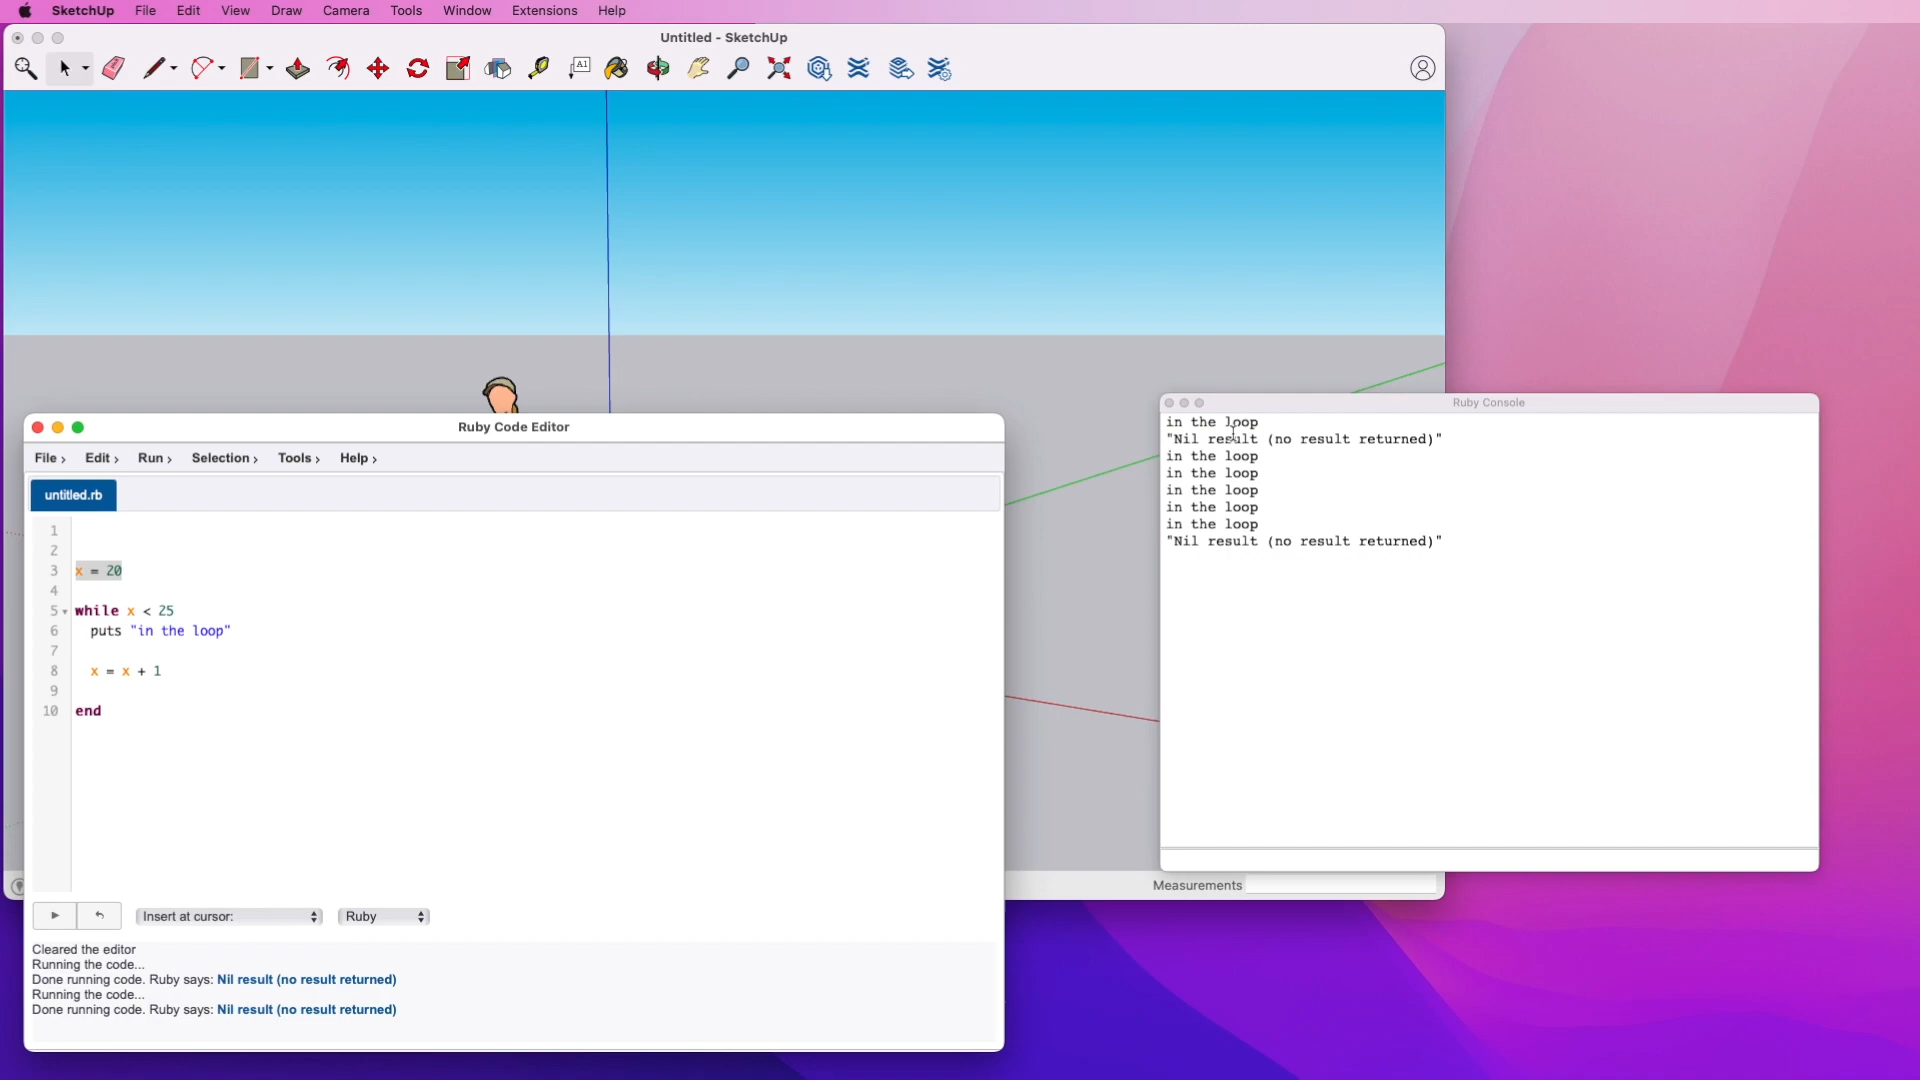 SketchUp File Edit View Draw Camera Tools Window Extensions Help
Untitled - SketchUp
A1
Ruby Console
in the loop
"Nil result (no result returned)"
in the loop
in the loop
in the loop
in the loop
in the loop
"Nil result (no result returned)"
Ruby Code Editor
File › Edit › Run › Selection › Tools › Help ›
untitled.rb
1
2
3 x = 20
4
5 while x < 25
6 puts "in the loop"
7
8 x = x + 1
9
10 end
Measurements
Insert at cursor: Ruby
Cleared the editor
Running the code...
Done running code. Ruby says: Nil result (no result returned)
Running the code...
Done running code. Ruby says: Nil result (no result returned)